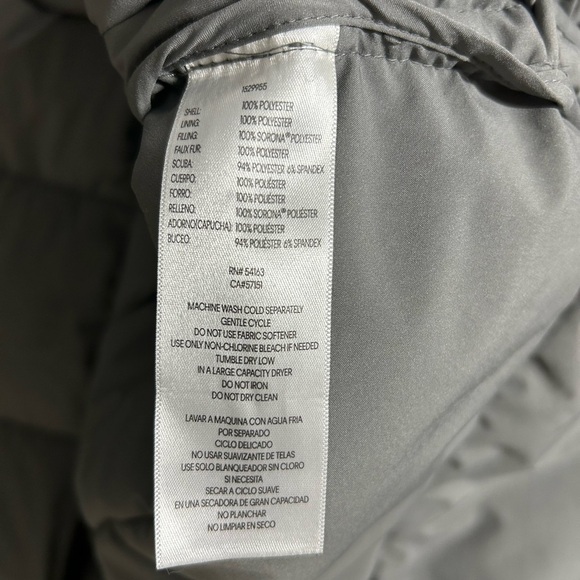 1629955
SHELL: 100% POLYESTER
LINING: 100% POLYESTER
FILLING: 100% SORONA® POLYESTER
FAUX FUR: 100% POLYESTER
SCUBA: 94% POLYESTER 6% SPANDEX
CUERPO: 100% POLIÉSTER
FORRO: 100% POLIÉSTER
RELLENO: 100% SORONA® POLIÉSTER
ADORNO(CAPUCHA): 100% POLIÉSTER
BUCEO: 94% POLIÉSTER 6% SPANDEX
RN# 54163
CA#57151
MACHINE WASH COLD SEPARATELY
GENTLE CYCLE
DO NOT USE FABRIC SOFTENER
USE ONLY NON-CHLORINE BLEACH IF NEEDED
TUMBLE DRY LOW
IN A LARGE CAPACITY DRYER
DO NOT IRON
DO NOT DRY CLEAN
LAVAR A MAQUINA CON AGUA FRIA
POR SEPARADO
CICLO DELICADO
NO USAR SUAVIZANTE DE TELAS
USE SOLO BLANQUEADOR SIN CLORO
SI NECESITA
SECAR A CICLO SUAVE
EN UNA SECADORA DE GRAN CAPACIDAD
NO PLANCHAR
NO LIMPIAR EN SECO